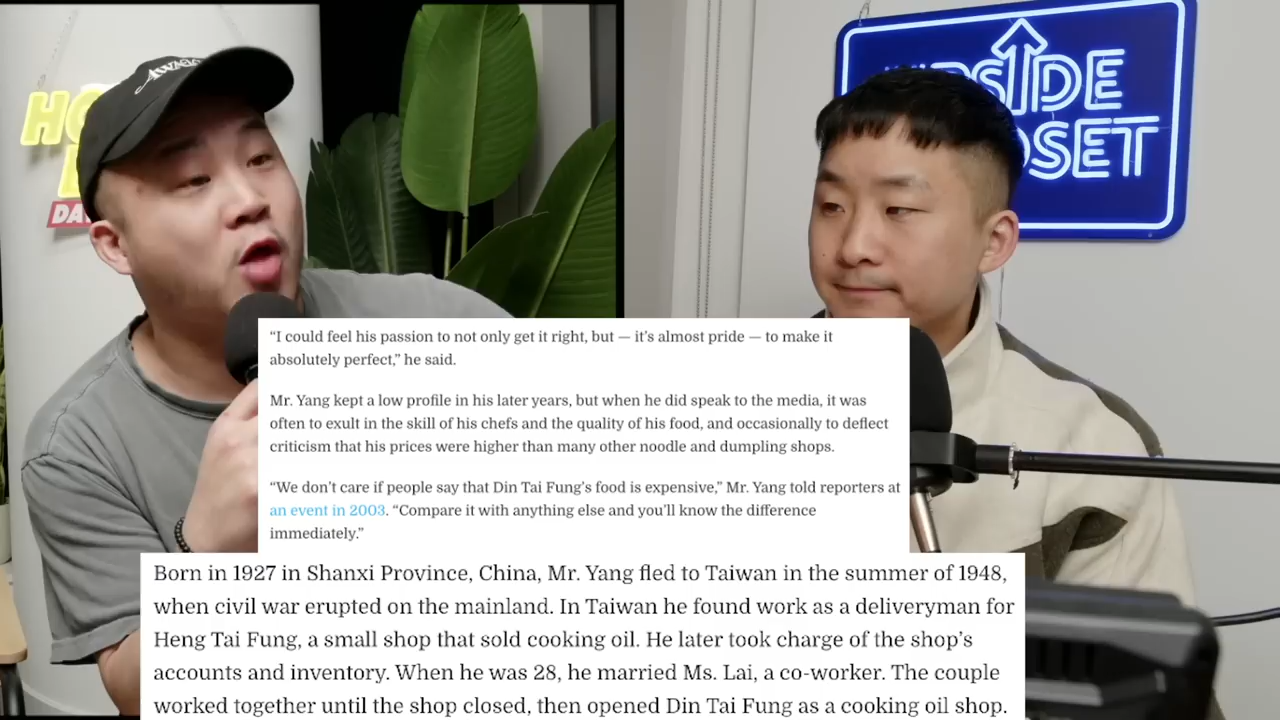 HO
DA
SIDE
OSET
“I could feel his passion to not only get it right, but — it’s almost pride — to make it
absolutely perfect,” he said.
Mr. Yang kept a low profile in his later years, but when he did speak to the media, it was
often to exult in the skill of his chefs and the quality of his food, and occasionally to deflect
criticism that his prices were higher than many other noodle and dumpling shops.
“We don’t care if people say that Din Tai Fung’s food is expensive,” Mr. Yang told reporters at
an event in 2003. “Compare it with anything else and you’ll know the difference
immediately.”
Born in 1927 in Shanxi Province, China, Mr. Yang fled to Taiwan in the summer of 1948,
when civil war erupted on the mainland. In Taiwan he found work as a deliveryman for
Heng Tai Fung, a small shop that sold cooking oil. He later took charge of the shop’s
accounts and inventory. When he was 28, he married Ms. Lai, a co-worker. The couple
worked together until the shop closed, then opened Din Tai Fung as a cooking oil shop.